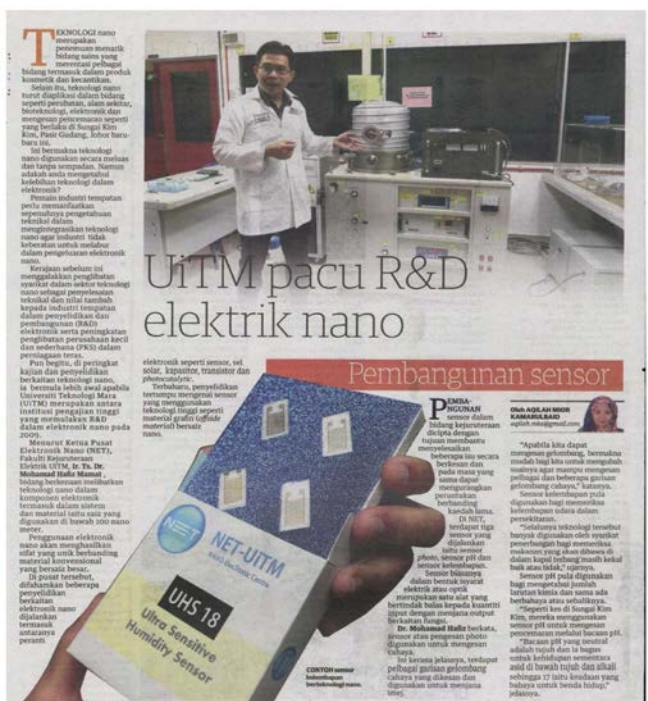 TEKNOLOGI nano
merupakan
penemuan menarik
bidang sains yang
merentasi pelbagai
bidang termasuk dalam produk
kosmetik dan kecantikan.
Selain itu, teknologi nano
turut diaplikasi dalam bidang
seperti perubatan, alam sekitar,
bioteknologi, elektronik dan
mengesan pencemaran seperti
yang berlaku di Sungai Kim
Kim, Pasir Gudang, Johor baru-
baru ini.
Ini bermakna teknologi
nano digunakan secara meluas
dan tanpa sempadan. Namun
adakah anda mengetahui
kelebihan teknologi dalam
elektronik?
Pemain industri tempatan
perlu memanfaatkan
sepenuhnya pengetahuan
teknikal dalam
mengintegrasikan teknologi
nano agar industri tidak
keberatan untuk melabur
dalam pengeluaran elektronik
nano.
Kerajaan sebelum ini
menggalakkan penglibatan
syarikat dalam sektor teknologi
nano sebagai penyelesaian
teknikal dan nilai tambah
kepada industri tempatan
dalam penyelidikan dan
pembangunan (R&D)
elektronik serta peningkatan
penglibatan perusahaan kecil
dan sederhana (PKS) dalam
perniagaan teras.
Pun begitu, di peringkat
kajian dan penyelidikan
berkaitan teknologi nano,
ia bermula lebih awal apabila
Universiti Teknologi Mara
(UiTM) merupakan antara
institusi pengajian tinggi
yang memulakan R&D
dalam elektronik nano pada
2009.
Menurut Ketua Pusat
Elektronik Nano (NET),
Fakulti Kejuruteraan
Elektrik UiTM, Ir. Ts. Dr.
Mohamad Hafiz Mamat,
bidang berkenaan melibatkan
teknologi nano dalam
komponen elektronik
termasuk dalam sistem
dan material iaitu saiz yang
digunakan di bawah 100 nano
meter.
Penggunaan elektronik
nano akan menghasilkan
sifat yang unik berbanding
material konvensional
yang bersaiz besar.
Di pusat tersebut,
difahamkan beberapa
penyelidikan
berkaitan
elektronik nano
dijalankan
termasuk
antaranya
peranti
UiTM pacu R&D
elektrik nano
elektronik seperti sensor, sel
solar, kapasitor, transistor dan
photocatalytic.
Terbaharu, penyelidikan
tertumpu mengenai sensor
yang menggunakan
teknologi tinggi seperti
material grafin
material) bersaiz
nano.
NET
NET-UiTM
NANO-ElecTronic Centre
UHS 18
Ultra Sensitive
Humidity Sensor
CONTOH sensor
kelembapan
berteknologi nano.
Pembangunan sensor
PEMBA-
NGUNAN
sensor dalam
bidang kejuruteraan
dicipta dengan
tujuan membantu
menyelesaikan
beberapa isu secara
berkesan dan
pada masa yang
sama dapat
mengurangkan
peruntukan
berbanding
kaedah lama.
Di NET,
terdapat tiga
sensor yang
dijalankan
iaitu sensor
photo, sensor pH dan
sensor kelembapan.
Sensor biasanya
dalam bentuk isyarat
elektrik atau optik
merupakan satu alat yang
bertindak balas kepada kuantiti
input dengan menjana output
berkaitan fungsi.
Dr. Mohamad Hafiz berkata,
sensor atau pengesan photo
digunakan untuk mengesan
cahaya.
Ini kerana jelasnya, terdapat
pelbagai garisan gelombang
cahaya yang dikesan dan
digunakan untuk menjana
imej.
Oleh AQILAH MIOR
KAMARULBAID
aqilah.mko@gmail.com
"Apabila kita dapat
mengesan gelombang, bermakna
mudah bagi kita untuk mengubah
suainya agar mampu mengesan
pelbagai dan beberapa garisan
gelombang cahaya," katanya.
Sensor kelembapan pula
digunakan bagi memeriksa
kelembapan udara dalam
persekitaran.
"Selalunya teknologi tersebut
banyak digunakan oleh syarikat
penerbangan bagi memeriksa
makanan yang akan dibawa di
dalam kapal terbang masih kekal
baik atau tidak," ujarnya.
Sensor pH pula digunakan
bagi mengetahui jumlah
larutan kimia dan sama ada
berbahaya atau sebaliknya.
"Seperti kes di Sungai Kim
Kim, mereka menggunakan
sensor pH untuk mengesan
pencemaran melalui bacaan pH.
"Bacaan pH yang neutral
adalah tujuh dan ia bagus
untuk kehidupan sementara
asid di bawah tujuh dan alkali
sehingga 17 iaitu keadaan yang
bahaya untuk benda hidup,"
jelasnya.